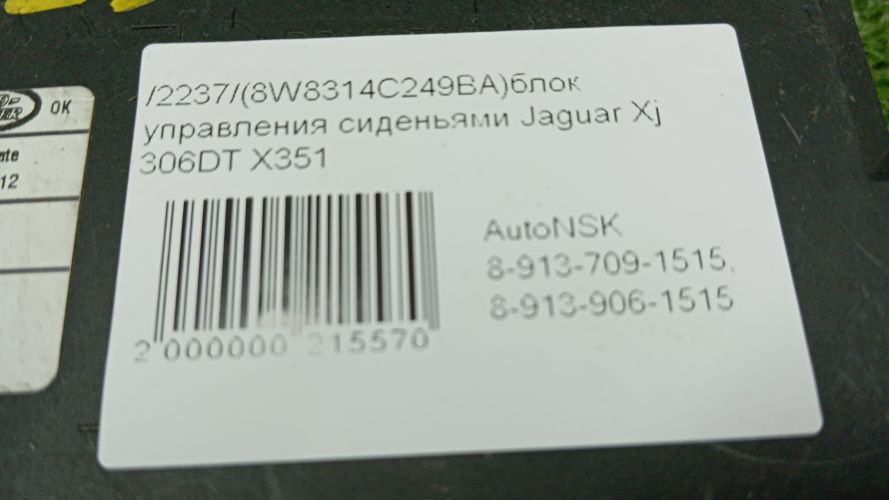 /2237/(8W8314C249BA)блок
управления сиденьями Jaguar Xj
306DT X351
AutoNSK
8-913-709-1515,
8-913-906-1515
2 000000 215570
OK
12